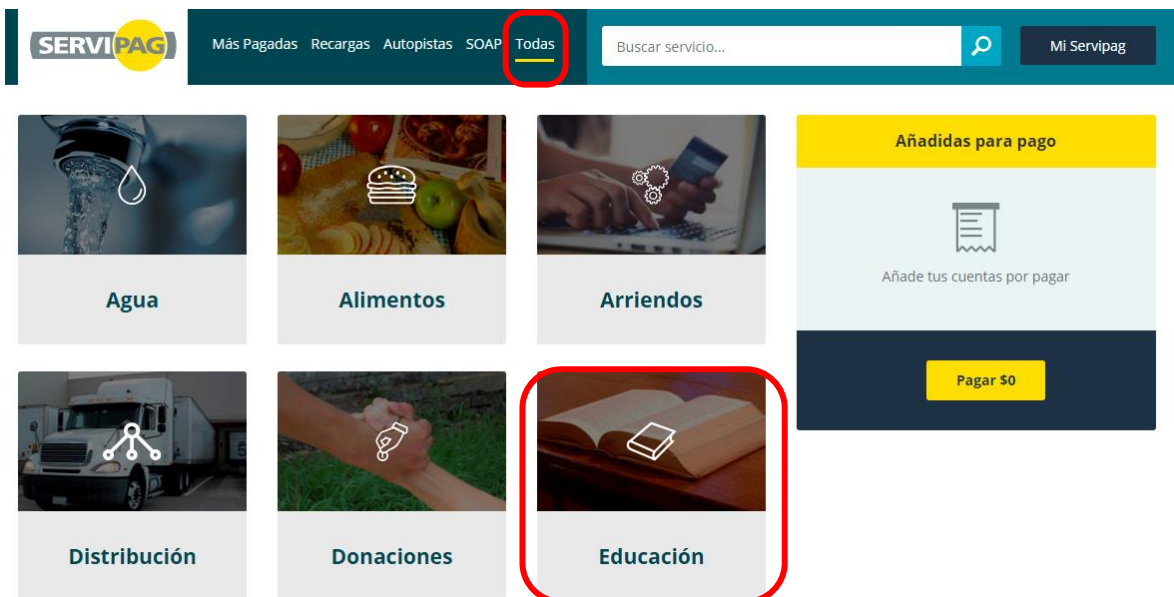 SERVIPAG
Más Pagadas Recargas Autopistas SOAP Todas
Buscar servicio...
Mi Servipag
Agua
Alimentos
Arriendos
Añadidas para pago
Añade tus cuentas por pagar
Pagar $0
Distribución
Donaciones
Educación